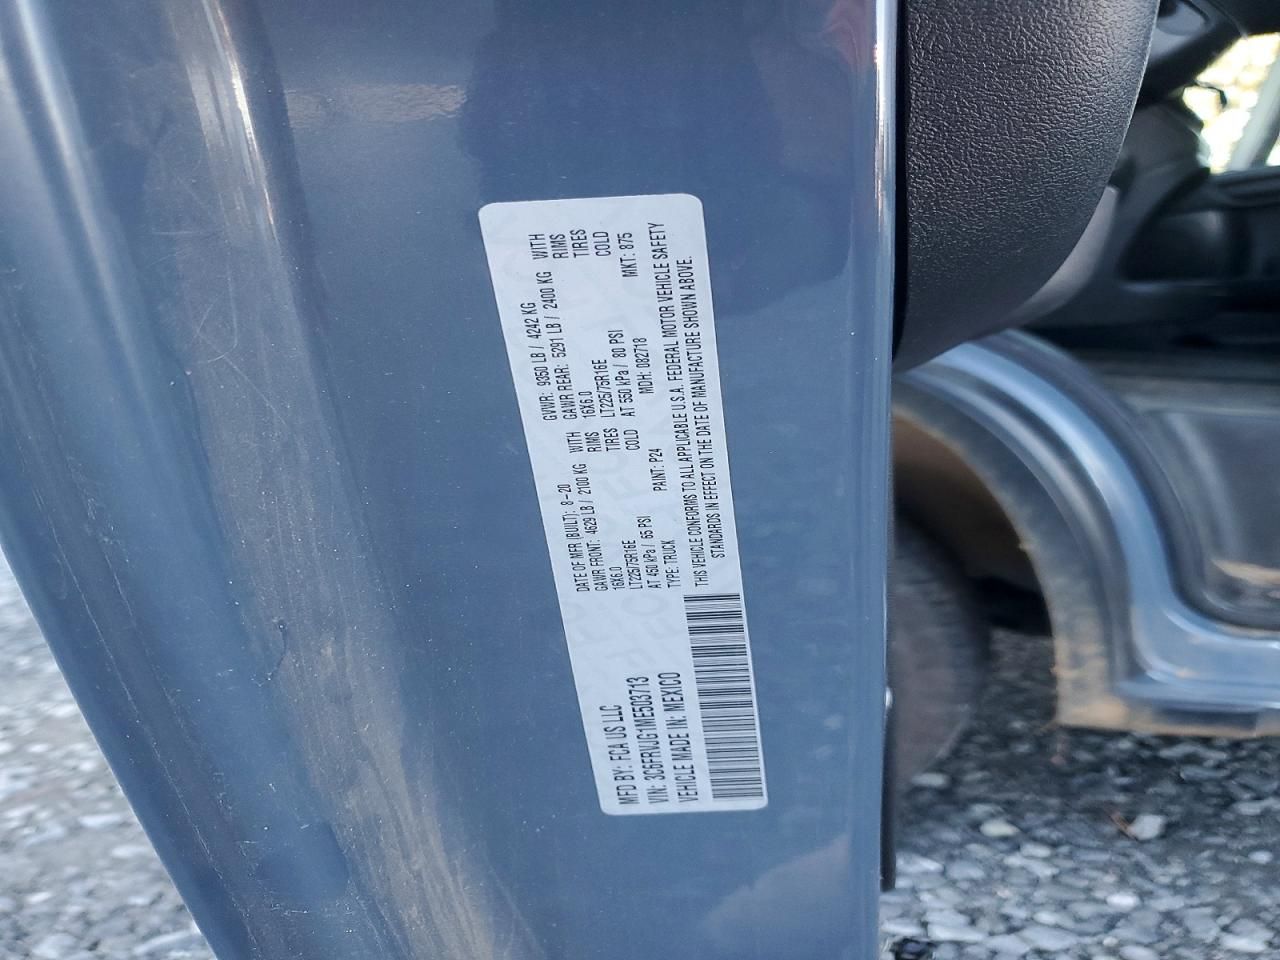 MFD BY: FCA US LLC
VIN: 3C6FRVJG1ME503713
VEHICLE MADE IN: MEXICO
DATE OF MFR (BUILT): 8-20 GVWR: 9350 LB / 4242 KG
GAWR FRONT: 4629 LB / 2100 KG WITH GAWR REAR: 5291 LB / 2400 KG WITH
16X6.0 RIMS 16X6.0 RIMS
LT225/75R16E TIRES LT225/75R16E TIRES
AT 450 kPa / 65 PSI COLD AT 550 kPa / 80 PSI COLD
TYPE: TRUCK PAINT: P24 MDH: 082718 MKT: 875
THIS VEHICLE CONFORMS TO ALL APPLICABLE U.S.A. FEDERAL MOTOR VEHICLE SAFETY
STANDARDS IN EFFECT ON THE DATE OF MANUFACTURE SHOWN ABOVE.